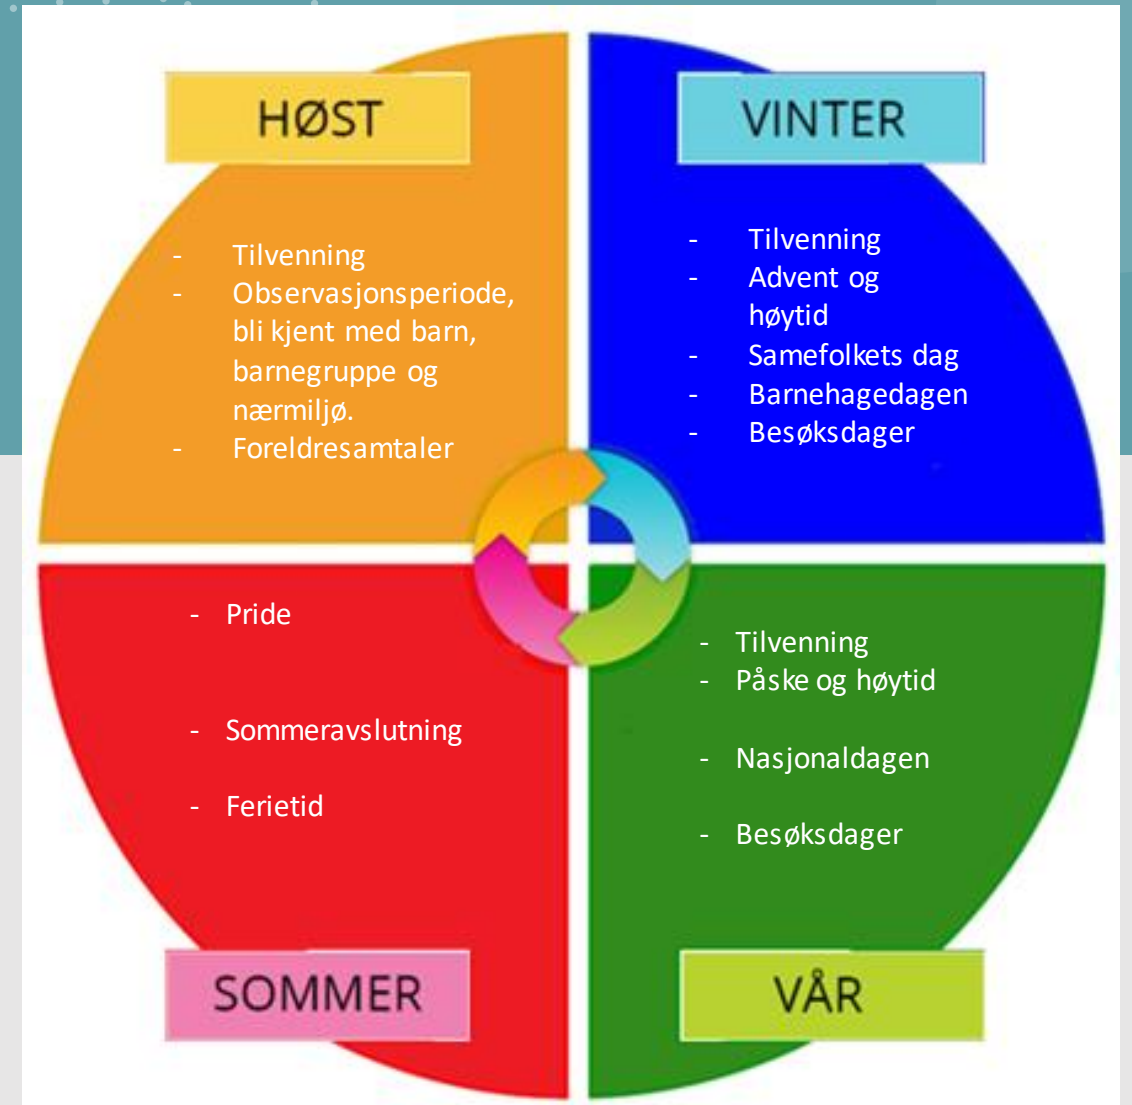 HØST
- Tilvenning
- Observasjonsperiode,
bli kjent med barn,
barnegruppe og
nærmiljø.
- Foreldresamtaler
VINTER
- Tilvenning
- Advent og
høytid
- Samefolkets dag
- Barnehagedagen
- Besøksdager
- Pride
- Sommeravslutning
- Ferietid
SOMMER
- Tilvenning
- Påske og høytid
- Nasjonaldagen
- Besøksdager
VÅR